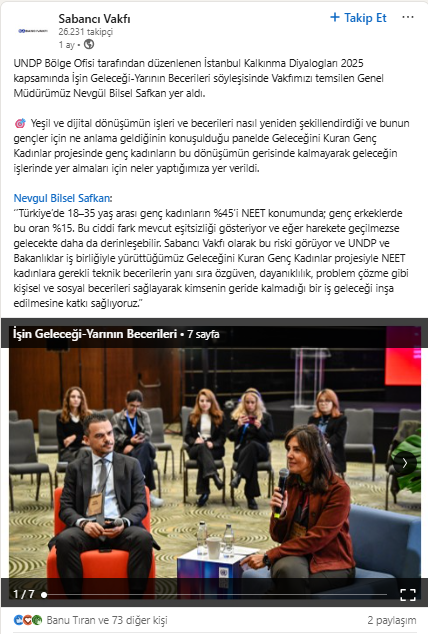 Sabancı Vakfı
26.231 takipçi
1 ay •
+ Takip Et ···
UNDP Bölge Ofisi tarafından düzenlenen İstanbul Kalkınma Diyalogları 2025
kapsamında İşin Geleceği-Yarının Becerileri söyleşisinde Vakfımızı temsilen Genel
Müdürümüz Nevgül Bilsel Safkan yer aldı.
🎯 Yeşil ve dijital dönüşümün işleri ve becerileri nasıl yeniden şekillendirdiği ve bunun
gençler için ne anlama geldiğinin konuşulduğu panelde Geleceğini Kuran Genç
Kadınlar projesinde genç kadınların bu dönüşümün gerisinde kalmayarak geleceğin
işlerinde yer almaları için neler yaptığımıza yer verildi.
Nevgul Bilsel Safkan:
“Türkiye’de 18–35 yaş arası genç kadınların %45’i NEET konumunda; genç erkeklerde
bu oran %15. Bu ciddi fark mevcut eşitsizliği gösteriyor ve eğer harekete geçilmezse
gelecekte daha da derinleşebilir. Sabancı Vakfı olarak bu riski görüyor ve UNDP ve
Bakanlıklar iş birliğiyle yürüttüğümüz Geleceğini Kuran Genç Kadınlar projesiyle NEET
kadınlara gerekli teknik becerilerin yanı sıra özgüven, dayanıklılık, problem çözme gibi
kişisel ve sosyal becerileri sağlayarak kimsenin geride kalmadığı bir iş geleceği inşa
edilmesine katkı sağlıyoruz.”
İşin Geleceği-Yarının Becerileri • 7 sayfa
1 / 7
Banu Tıran ve 73 diğer kişi
2 paylaşım